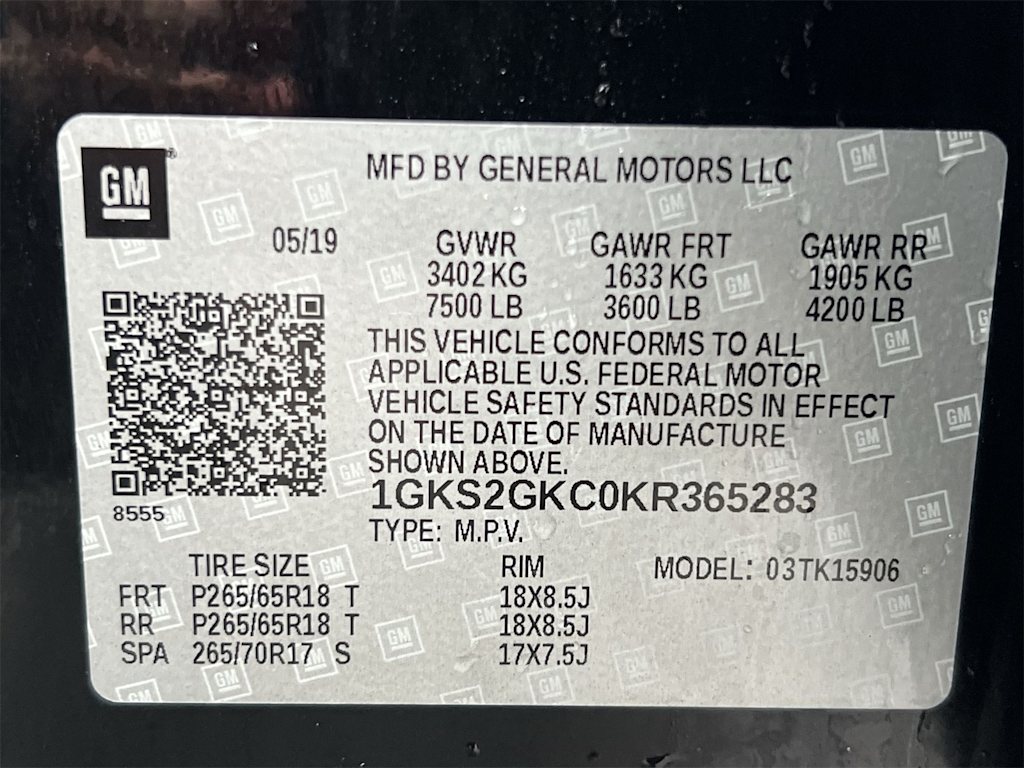 GM
MFD BY GENERAL MOTORS LLC
05/19 GVWR GAWR FRT GAWR RR
3402 KG 1633 KG 1905 KG
7500 LB 3600 LB 4200 LB
THIS VEHICLE CONFORMS TO ALL
APPLICABLE U.S. FEDERAL MOTOR
VEHICLE SAFETY STANDARDS IN EFFECT
ON THE DATE OF MANUFACTURE
SHOWN ABOVE.
8555
1GKS2GKC0KR365283
TYPE: M.P.V.
TIRE SIZE RIM MODEL: 03TK15906
FRT P265/65R18 T 18X8.5J
RR P265/65R18 T 18X8.5J
SPA 265/70R17 S 17X7.5J